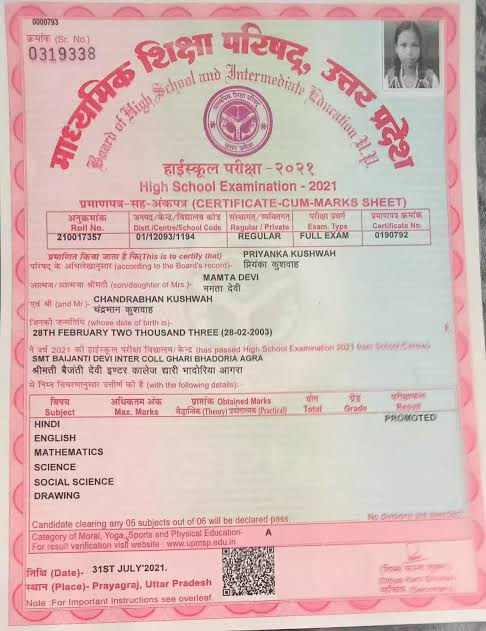 0000793
क्रमांक (Sr. No.)
0319338
माध्यमिक शिक्षा परिषद, उत्तर प्रदेश
Board of High School and Intermediate Education U.P.
हाईस्कूल परीक्षा - २०२१
High School Examination - 2021
प्रमाणपत्र-सह-अंकपत्र (CERTIFICATE-CUM-MARKS SHEET)
अनुक्रमांक जनपद/केन्द्र/विद्यालय कोड संस्थागत/व्यक्तिगत परीक्षा प्रवर्ग प्रमाणपत्र क्रमांक
Roll No. Distt./Centre/School Code Regular / Private Exam. Type Certificate No.
210017357 01/12093/1194 REGULAR FULL EXAM 0190792
प्रमाणित किया जाता है कि(This is to certify that) PRIYANKA KUSHWAH
परिषद के अभिलेखानुसार (according to the Board's record)- प्रियंका कुशवाह
MAMTA DEVI
आत्मज/आत्मजा श्रीमती (son/daughter of Mrs.)- ममता देवी
एवं श्री (and Mr.)- CHANDRABHAN KUSHWAH
चंद्रभान कुशवाह
जिनकी जन्मतिथि (whose date of birth is)-
28TH FEBRUARY TWO THOUSAND THREE (28-02-2003)
ने वर्ष 2021 की हाईस्कूल परीक्षा विद्यालय/केन्द्र (has passed High School Examination 2021 from School/Centre)
SMT BAIJANTI DEVI INTER COLL GHARI BHADORIA AGRA
श्रीमती बैजंती देवी इण्टर कालेज द्यारी भादोरिया आगरा
से निम्न विवरणानुसार उत्तीर्ण की है (with the following details):-
विषय अधिकतम अंक प्राप्तांक Obtained Marks योग ग्रेड परीक्षाफल
Subject Max. Marks सैद्धान्तिक (Theory) प्रयोगात्मक (Practical) Total Grade Result
HINDI PROMOTED
ENGLISH
MATHEMATICS
SCIENCE
SOCIAL SCIENCE
DRAWING
No divisions are awarded
Candidate clearing any 05 subjects out of 06 will be declared pass
Category of Moral, Yoga, Sports and Physical Education- A
For result verification visit website : www.upmsp.edu.in
तिथि (Date)- 31ST JULY'2021.
स्थान (Place)- Prayagraj, Uttar Pradesh
Note :For Important Instructions see overleaf.
सचिव (Secretary)